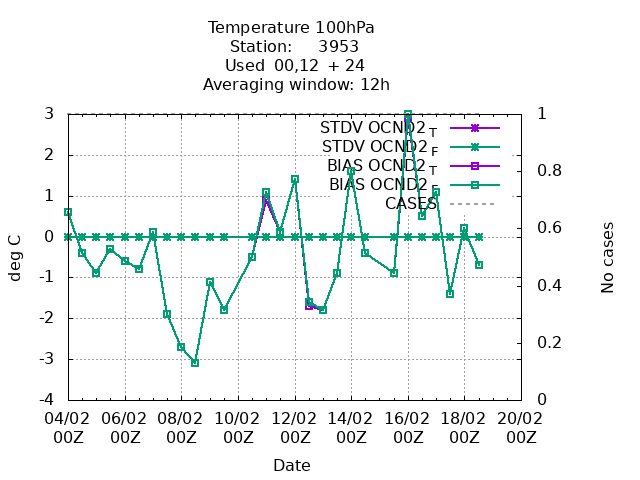 Temperature 100hPa
Station: 3953
Used 00,12 + 24
Averaging window: 12h
STDV OCND2 T
STDV OCND2 F
BIAS OCND2 T
BIAS OCND2 F
CASES
3
2
1
0
-1
-2
-3
-4
1
0.8
0.6
0.4
0.2
0
deg C
No cases
04/02 06/02 08/02 10/02 12/02 14/02 16/02 18/02 20/02
00Z 00Z 00Z 00Z 00Z 00Z 00Z 00Z 00Z
Date